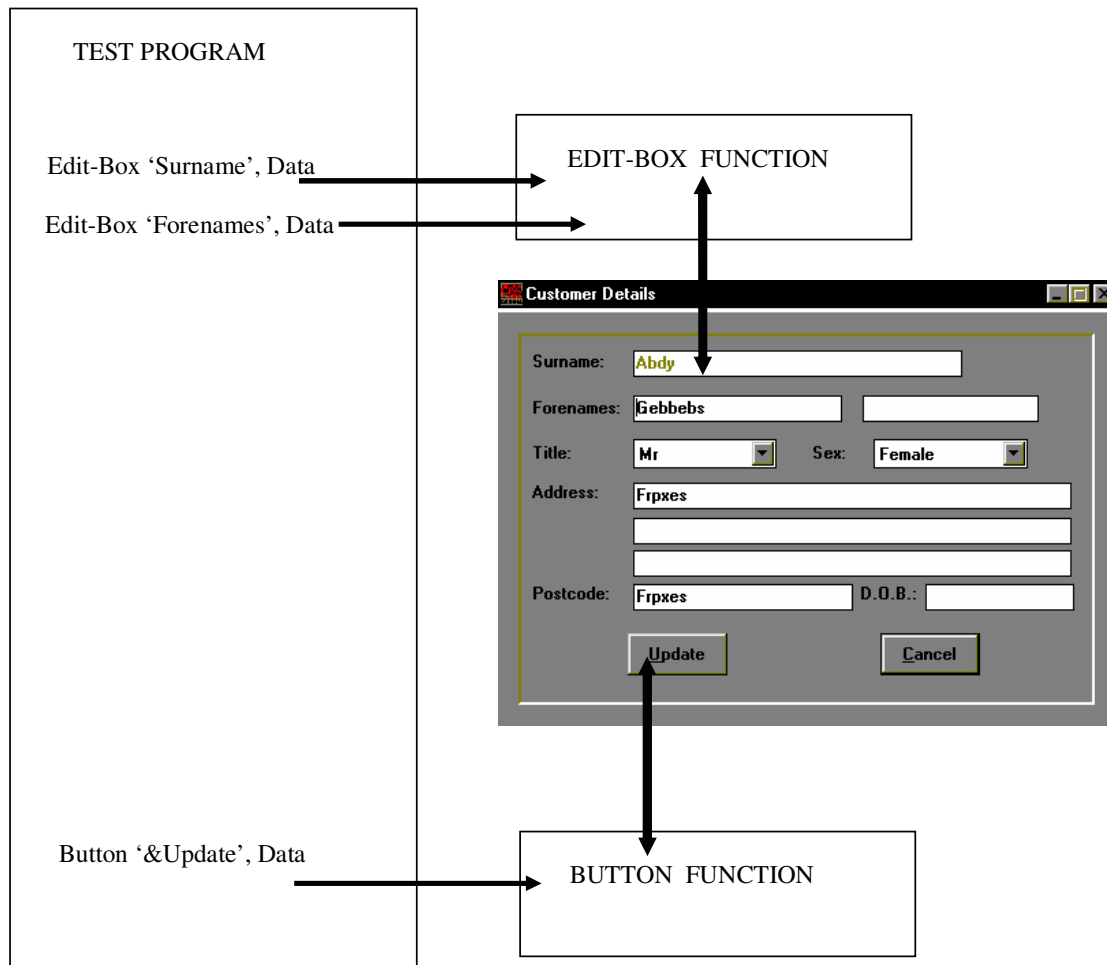 TEST PROGRAM
Edit-Box ‘Surname’, Data
Edit-Box ‘Forenames’, Data
EDIT-BOX FUNCTION
Customer Details
Surname: Abdy
Forenames: Gebbebs
Title: Mr Sex: Female
Address: Frpxes
Postcode: Frpxes D.O.B.:
Update Cancel
Button ‘&Update’, Data
BUTTON FUNCTION